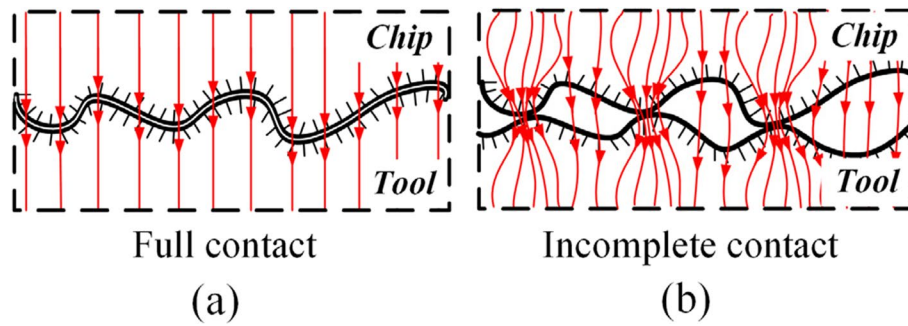 Chip
Tool
Full contact
(a)
Chip
Tool
Incomplete contact
(b)